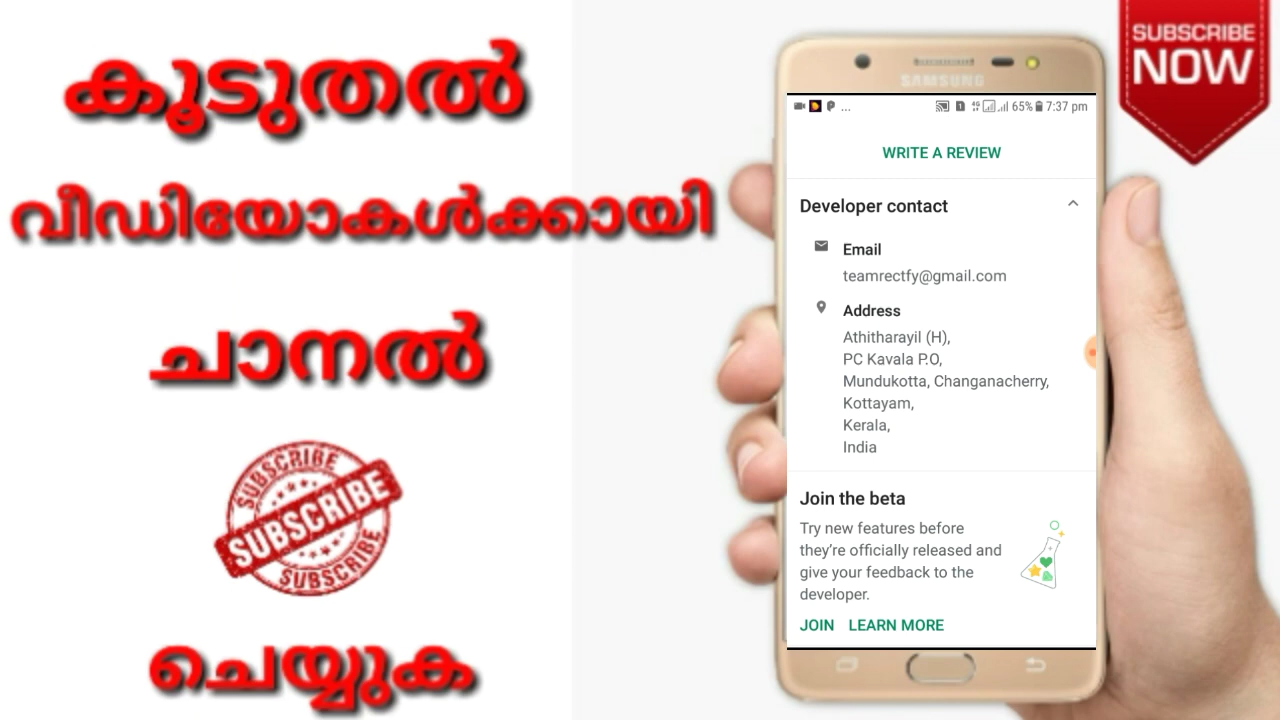 കൂടുതൽ
വീഡിയോകൾക്കായി
ചാനൽ
SUBSCRIBE
SUBSCRIBE
SUBSCRIBE
ചെയ്യുക
SUBSCRIBE
NOW
SAMSUNG
... 4G 65% 7:37 pm
WRITE A REVIEW
Developer contact
Email
teamrectfy@gmail.com
Address
Athitharayil (H),
PC Kavala P.O,
Mundukotta, Changanacherry,
Kottayam,
Kerala,
India
Join the beta
Try new features before
they're officially released and
give your feedback to the
developer.
JOIN LEARN MORE